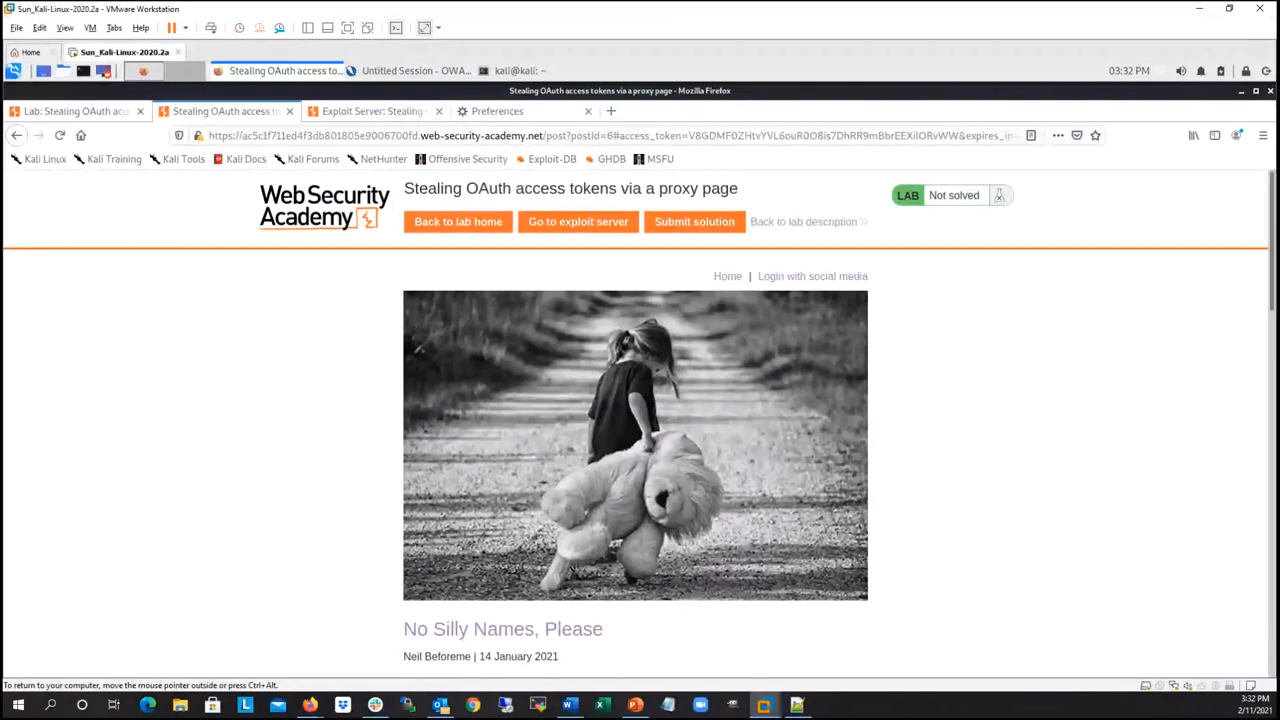 Sun_Kali-Linux-2020.2a - VMware Workstation
File Edit View VM Tabs Help
Home Sun_Kali-Linux-2020.2a
Stealing OAuth access to... Untitled Session - OWA... kali@kali: ~ 03:32 PM
Stealing OAuth access tokens via a proxy page - Mozilla Firefox
Lab: Stealing OAuth acc Stealing OAuth access to Exploit Server: Stealing Preferences
https://ac5c1f711ed4f3db801805e9006700fd.web-security-academy.net/post?postId=6#access_token=V8GDMF0ZHtvYVL6ouR0O8is7DhRR9mBbrEXilORvWW&expires_in=
Kali Linux Kali Training Kali Tools Kali Docs Kali Forums NetHunter Offensive Security Exploit-DB GHDB MSFU
Web Security Academy
Stealing OAuth access tokens via a proxy page
LAB Not solved
Back to lab home Go to exploit server Submit solution Back to lab description
Home | Login with social media
No Silly Names, Please
Neil Beforeme | 14 January 2021
To return to your computer, move the mouse pointer outside or press Ctrl+Alt.
3:32 PM
2/11/2021